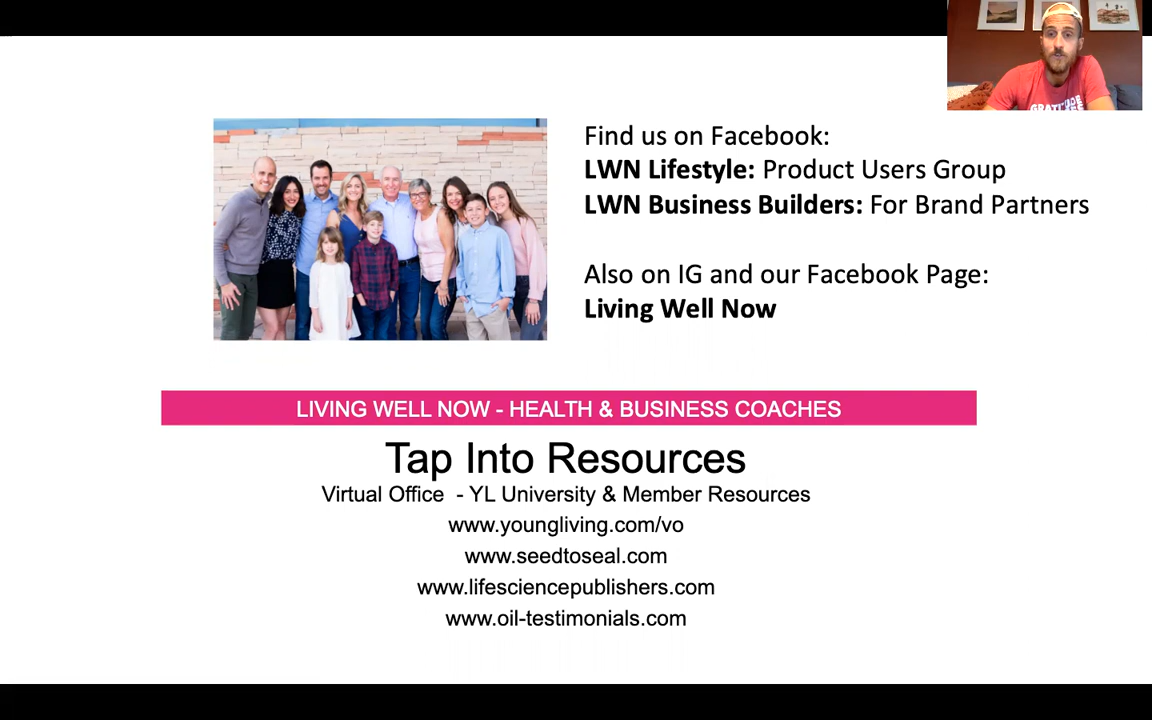 GRATITUDE
Find us on Facebook:
LWN Lifestyle: Product Users Group
LWN Business Builders: For Brand Partners
Also on IG and our Facebook Page:
Living Well Now
LIVING WELL NOW - HEALTH & BUSINESS COACHES
Tap Into Resources
Virtual Office - YL University & Member Resources
www.youngliving.com/vo
www.seedtoseal.com
www.lifesciencepublishers.com
www.oil-testimonials.com